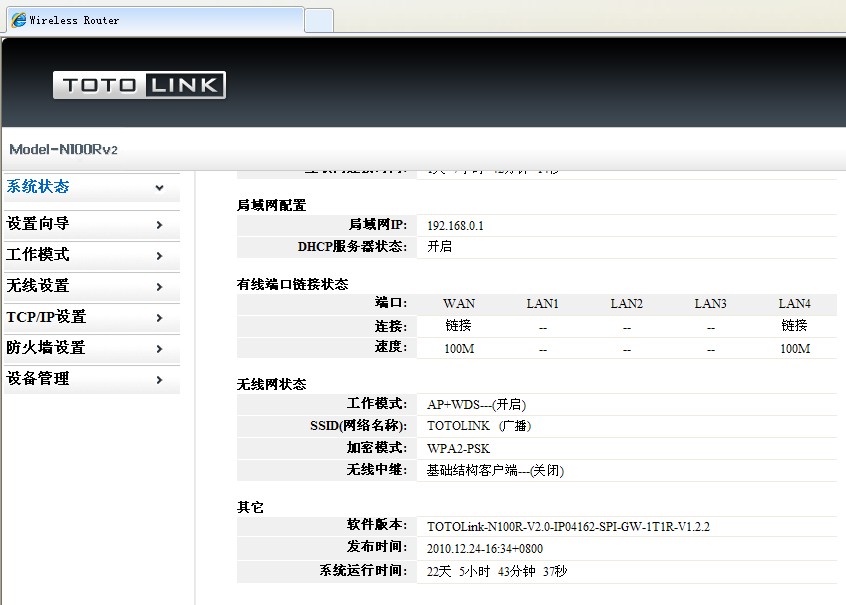 Wireless Router
TOTO LINK
Model-N100Rv2
系统状态
设置向导
工作模式
无线设置
TCP/IP设置
防火墙设置
设备管理
局域网配置
局域网IP: 192.168.0.1
DHCP服务器状态: 开启
有线端口链接状态
端口: WAN LAN1 LAN2 LAN3 LAN4
连接: 链接 -- -- -- 链接
速度: 100M -- -- -- 100M
无线网状态
工作模式: AP+WDS---(开启)
SSID(网络名称): TOTOLINK (广播)
加密模式: WPA2-PSK
无线中继: 基础结构客户端---(关闭)
其它
软件版本: TOTOLink-N100R-V2.0-IP04162-SPI-GW-1T1R-V1.2.2
发布时间: 2010.12.24-16:34+0800
系统运行时间: 22天 5小时 43分钟 37秒